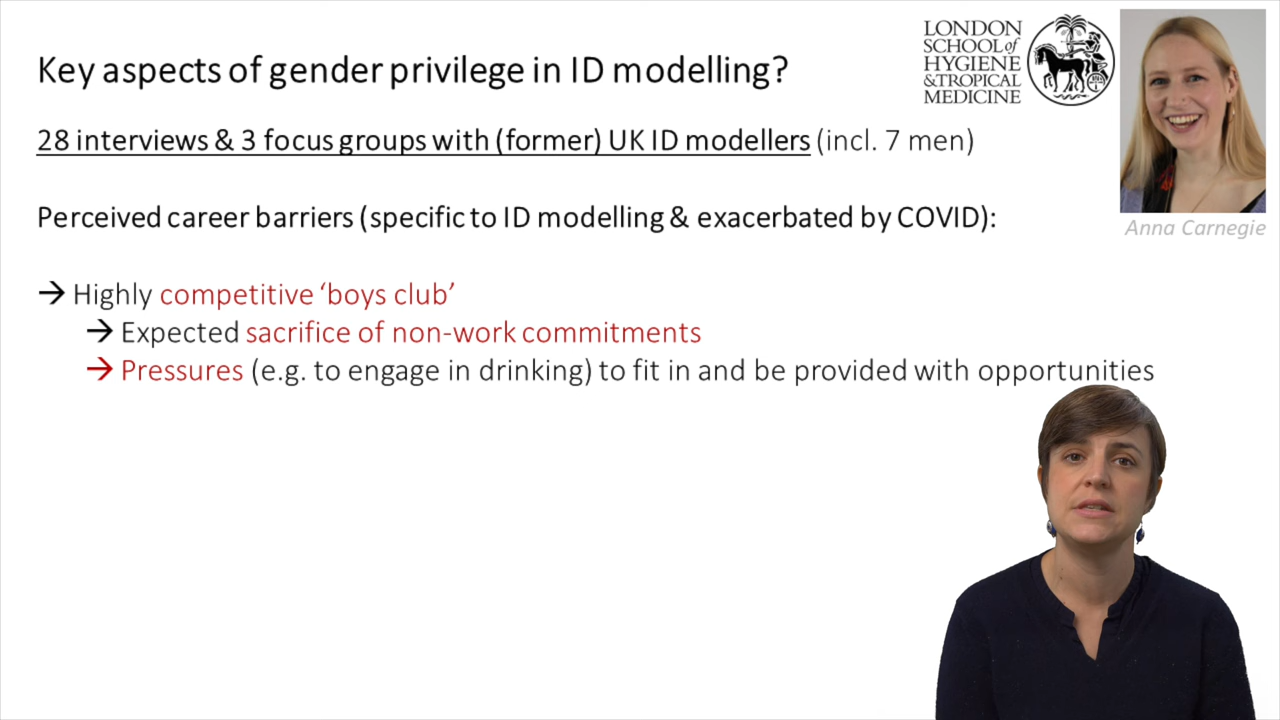 Key aspects of gender privilege in ID modelling?
LONDON
SCHOOL of
HYGIENE
& TROPICAL
MEDICINE
28 interviews & 3 focus groups with (former) UK ID modellers (incl. 7 men)
Perceived career barriers (specific to ID modelling & exacerbated by COVID):
Anna Carnegie
→ Highly competitive ‘boys club’
→ Expected sacrifice of non-work commitments
→ Pressures (e.g. to engage in drinking) to fit in and be provided with opportunities